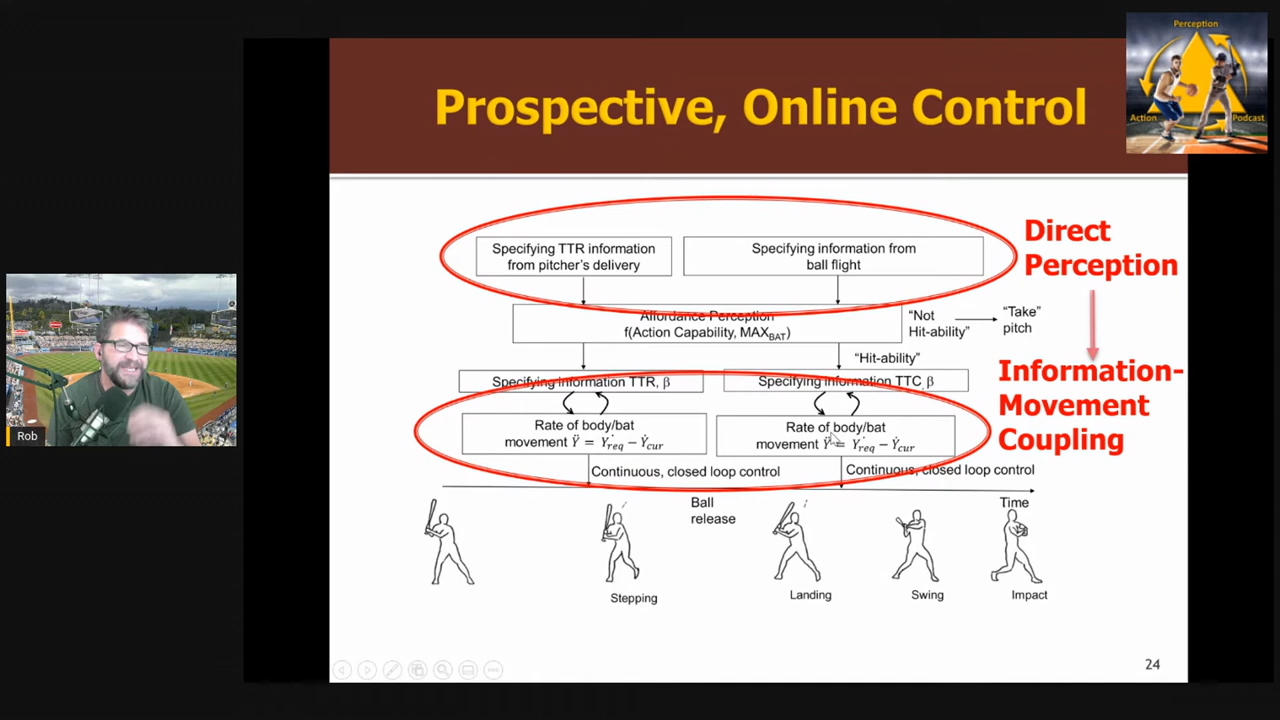 Perception
Action
Podcast
Prospective, Online Control
Specifying TTR information
from pitcher's delivery
Specifying information from
ball flight
Direct
Perception
Affordance Perception
f(Action Capability, MAX_BAT)
"Not
Hit-ability"
"Take"
pitch
"Hit-ability"
Specifying information TTR, β
Specifying information TTC, β
Information-
Movement
Coupling
Rate of body/bat
movement Ÿ = Ẏ_req − Ẏ_cur
Rate of body/bat
movement Ÿ = Ẏ_req − Ẏ_cur
Continuous, closed loop control
Continuous, closed loop control
Ball
release
Time
Stepping
Landing
Swing
Impact
24
Rob